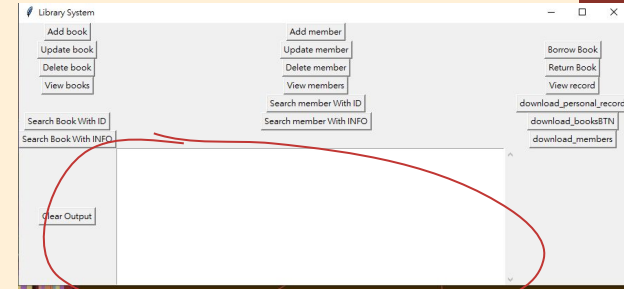 Library System
Add book Add member
Update book Update member Borrow Book
Delete book Delete member Return Book
View books View members View record
Search member With ID download_personal_record
Search Book With ID Search member With INFO download_booksBTN
Search Book With INFO download_members
Clear Output